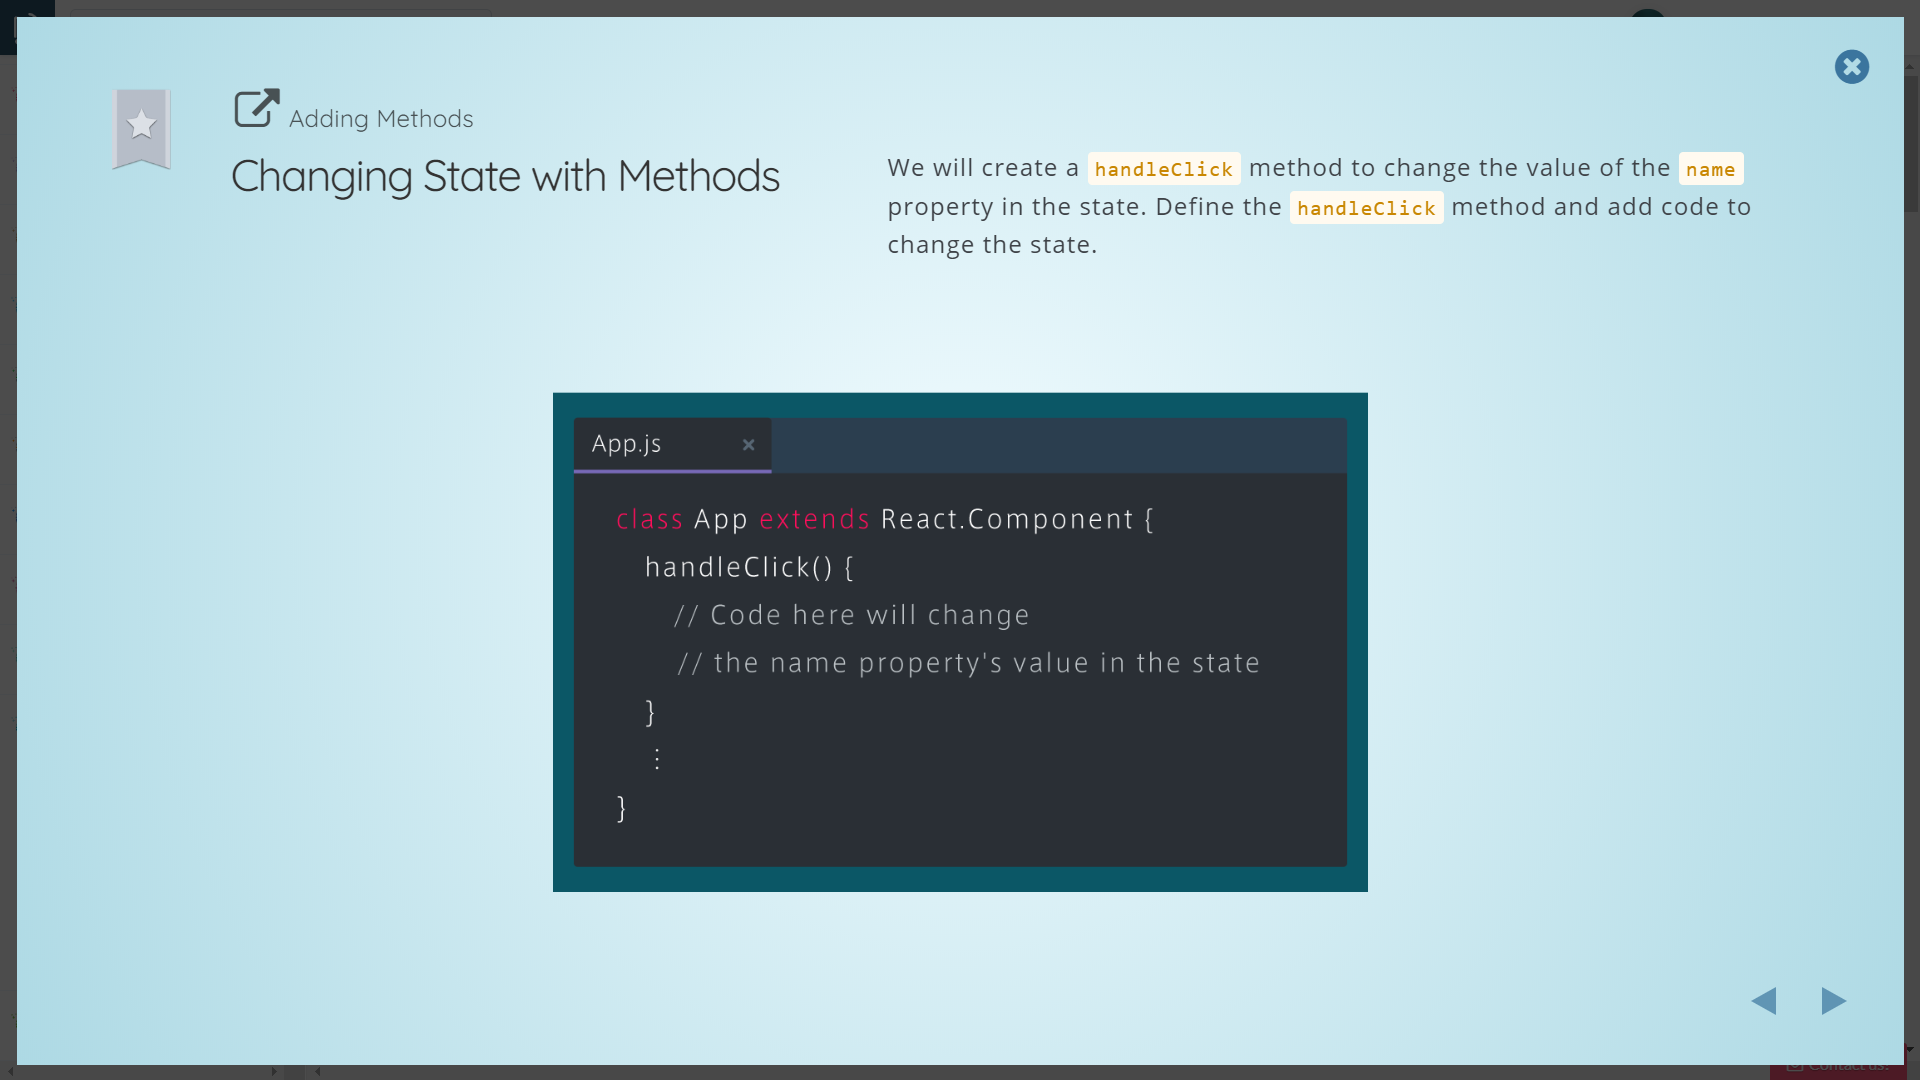 Adding Methods
Changing State with Methods
We will create a handleClick method to change the value of the name
property in the state. Define the handleClick method and add code to
change the state.
App.js
class App extends React.Component {
handleClick() {
// Code here will change
// the name property's value in the state
}
⋮
}
Contact us!